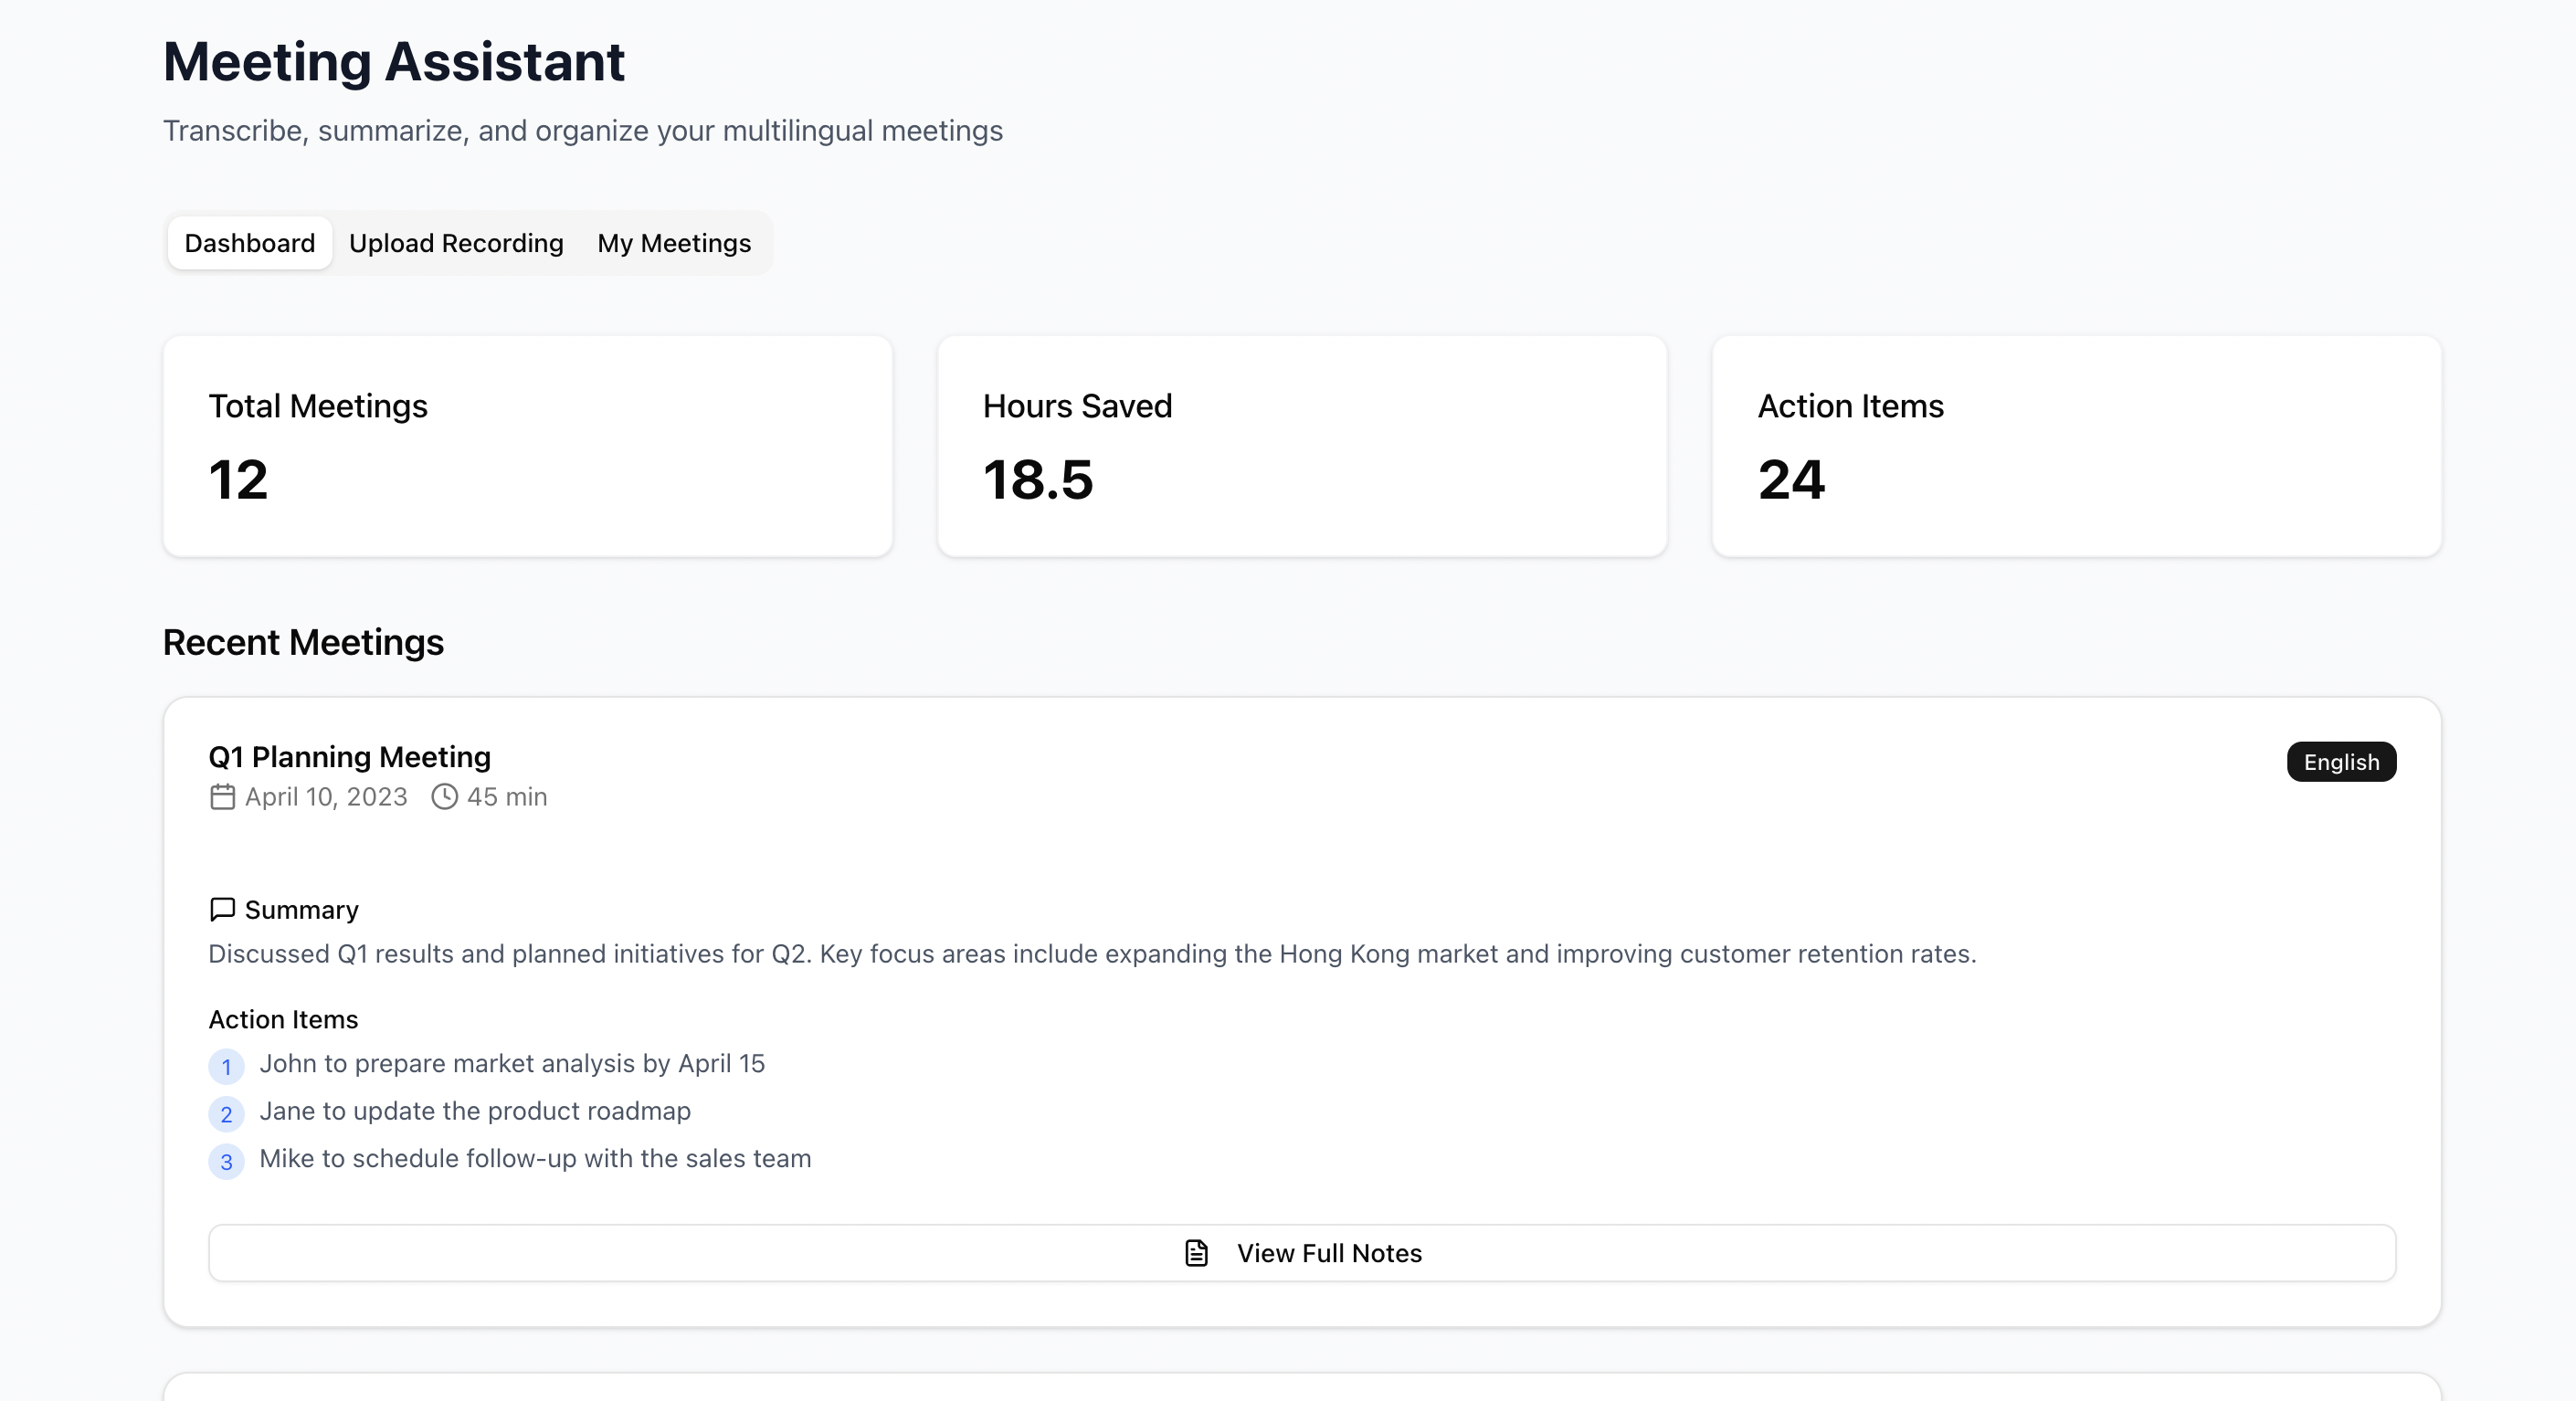 Meeting Assistant
Transcribe, summarize, and organize your multilingual meetings
Dashboard Upload Recording My Meetings
Total Meetings
12
Hours Saved
18.5
Action Items
24
Recent Meetings
Q1 Planning Meeting
English
April 10, 2023 45 min
Summary
Discussed Q1 results and planned initiatives for Q2. Key focus areas include expanding the Hong Kong market and improving customer retention rates.
Action Items
1 John to prepare market analysis by April 15
2 Jane to update the product roadmap
3 Mike to schedule follow-up with the sales team
View Full Notes